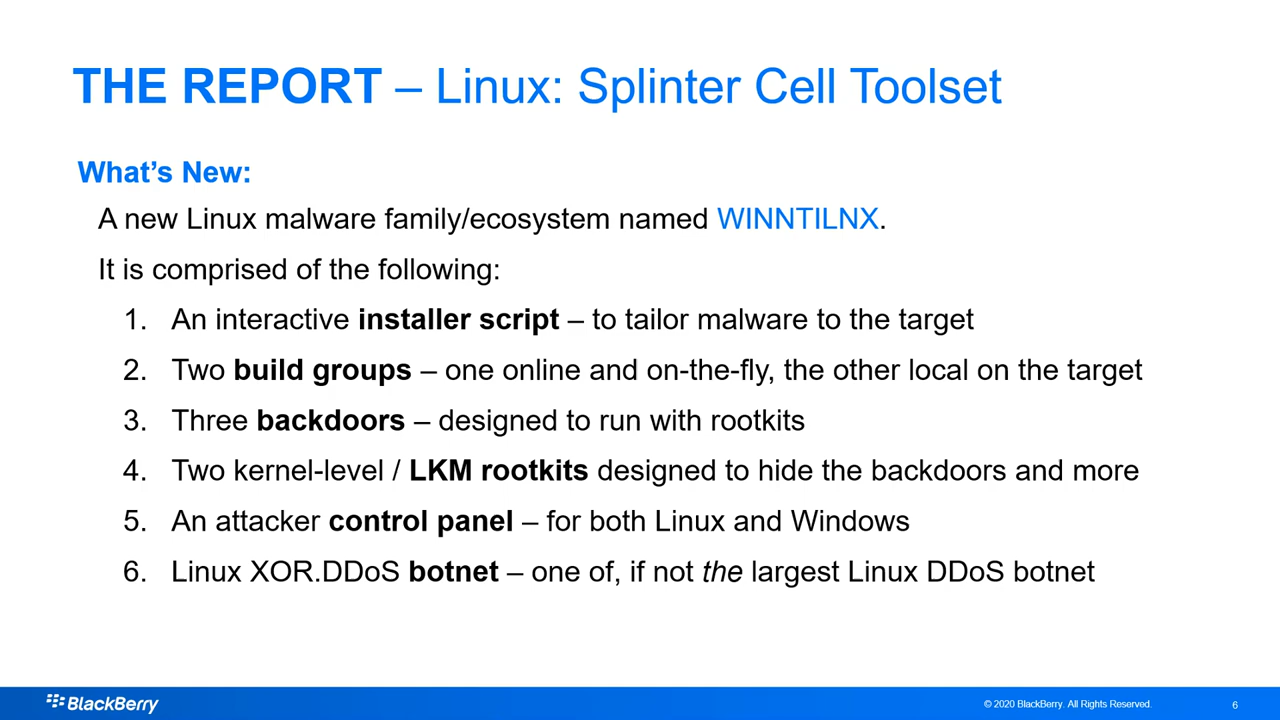 THE REPORT – Linux: Splinter Cell Toolset
What’s New:
A new Linux malware family/ecosystem named WINNTILNX.
It is comprised of the following:
1. An interactive installer script – to tailor malware to the target
2. Two build groups – one online and on-the-fly, the other local on the target
3. Three backdoors – designed to run with rootkits
4. Two kernel-level / LKM rootkits designed to hide the backdoors and more
5. An attacker control panel – for both Linux and Windows
6. Linux XOR.DDoS botnet – one of, if not the largest Linux DDoS botnet
BlackBerry
© 2020 BlackBerry. All Rights Reserved.
6